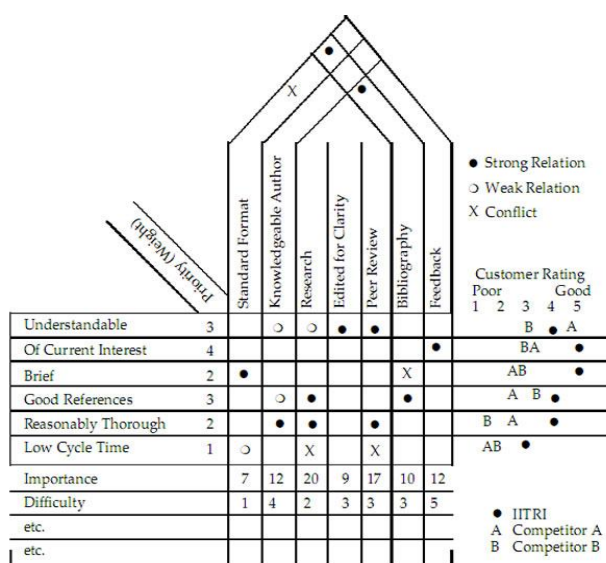 X
● Strong Relation
○ Weak Relation
X Conflict
Priority (Weight)
Standard Format
Knowledgeable Author
Research
Edited for Clarity
Peer Review
Bibliography
Feedback
Customer Rating
Poor Good
1 2 3 4 5
Understandable 3 B A
Of Current Interest 4 BA
Brief 2 X AB
Good References 3 A B
Reasonably Thorough 2 B A
Low Cycle Time 1 X X AB
Importance 7 12 20 9 17 10 12
Difficulty 1 4 2 3 3 3 5
etc.
etc.
● IITRI
A Competitor A
B Competitor B